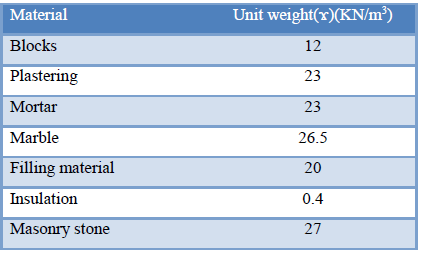 Material Unit weight(ɤ)(KN/m³)
Blocks 12
Plastering 23
Mortar 23
Marble 26.5
Filling material 20
Insulation 0.4
Masonry stone 27